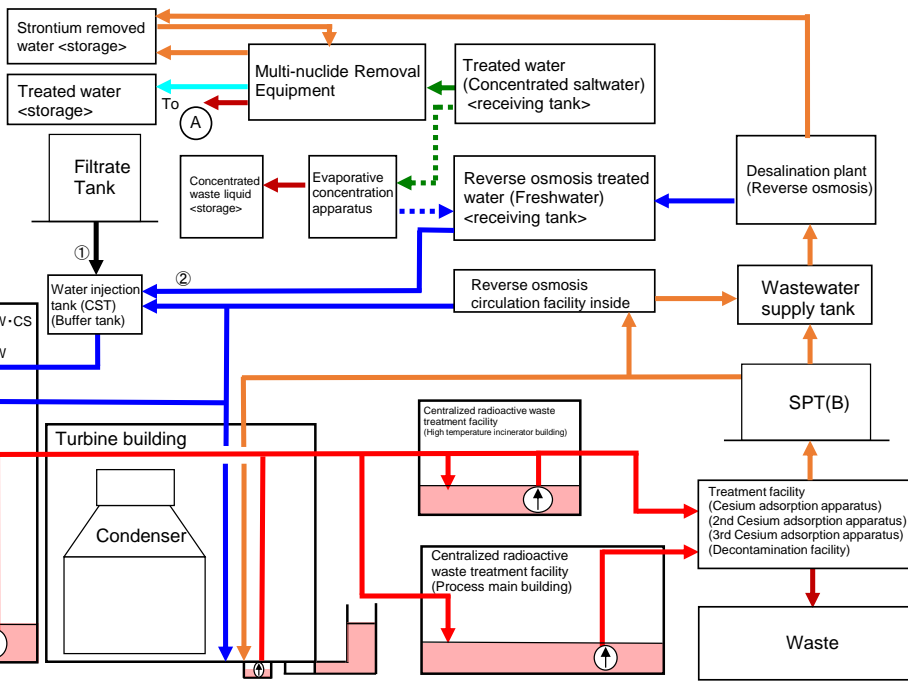 Strontium removed
water <storage>
Treated water
<storage>
Multi-nuclide Removal
Equipment
To
A
Treated water
(Concentrated saltwater)
<receiving tank>
Filtrate
Tank
Concentrated
waste liquid
<storage>
Evaporative
concentration
apparatus
Reverse osmosis treated
water (Freshwater)
<receiving tank>
Desalination plant
(Reverse osmosis)
①
②
Water injection
tank (CST)
(Buffer tank)
Reverse osmosis
circulation facility inside
Wastewater
supply tank
W・CS
W
SPT(B)
Turbine building
Condenser
Centralized radioactive waste
treatment facility
(High temperature incinerator building)
Treatment facility
(Cesium adsorption apparatus)
(2nd Cesium adsorption apparatus)
(3rd Cesium adsorption apparatus)
(Decontamination facility)
Centralized radioactive
waste treatment facility
(Process main building)
Waste